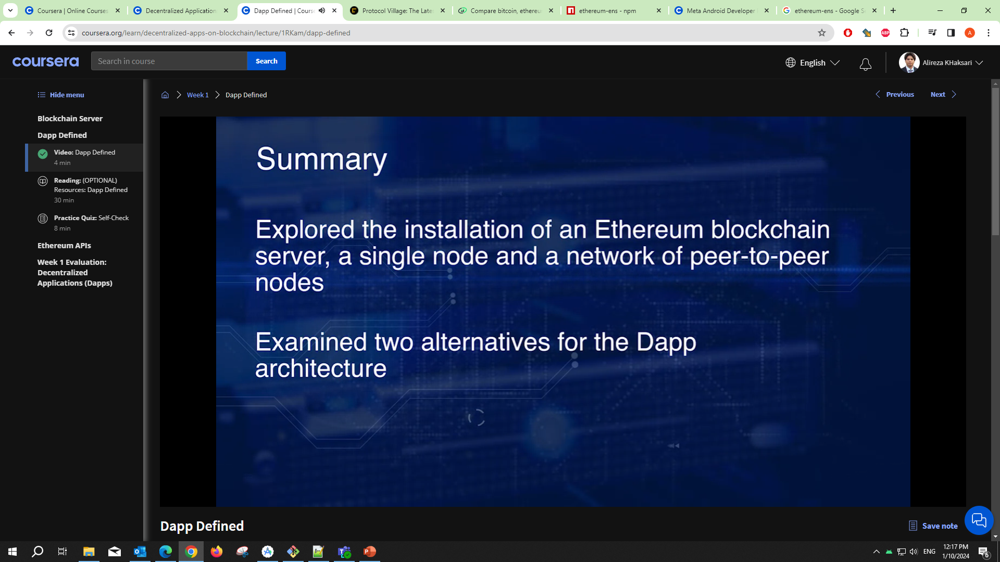 Coursera | Online Courses
Decentralized Application
Dapp Defined | Course
Protocol Village: The Late
Compare bitcoin, ethereu
ethereum-ens - npm
Meta Android Developer
ethereum-ens - Google S
coursera.org/learn/decentralized-apps-on-blockchain/lecture/1RKam/dapp-defined
ABP
A
coursera
Search in course
Search
English
Alireza KHaksari
Hide menu
Week 1
Dapp Defined
Previous
Next
Blockchain Server
Dapp Defined
Video: Dapp Defined
4 min
Reading: (OPTIONAL)
Resources: Dapp Defined
30 min
Practice Quiz: Self-Check
8 min
Ethereum APIs
Week 1 Evaluation:
Decentralized
Applications (Dapps)
Summary
Explored the installation of an Ethereum blockchain
server, a single node and a network of peer-to-peer
nodes
Examined two alternatives for the Dapp
architecture
Dapp Defined
Save note
ENG
12:17 PM
1/10/2024
6